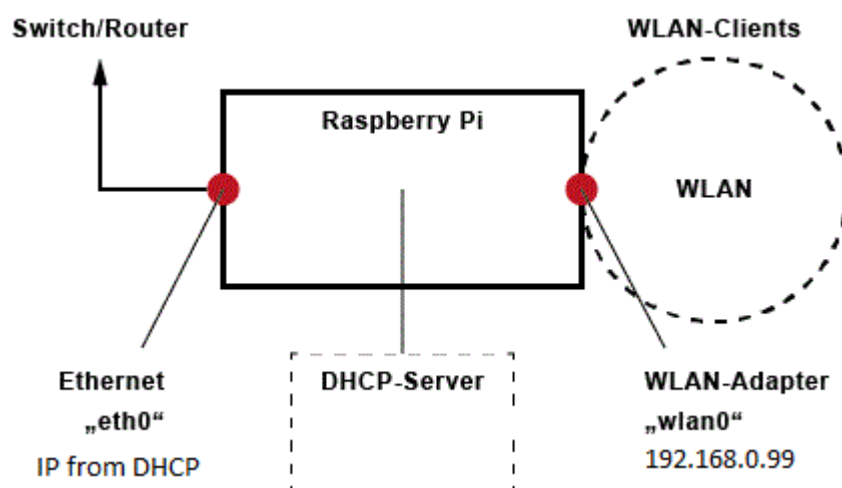 Switch/Router
WLAN-Clients
Raspberry Pi
WLAN
Ethernet
„eth0“
IP from DHCP
DHCP-Server
WLAN-Adapter
„wlan0“
192.168.0.99